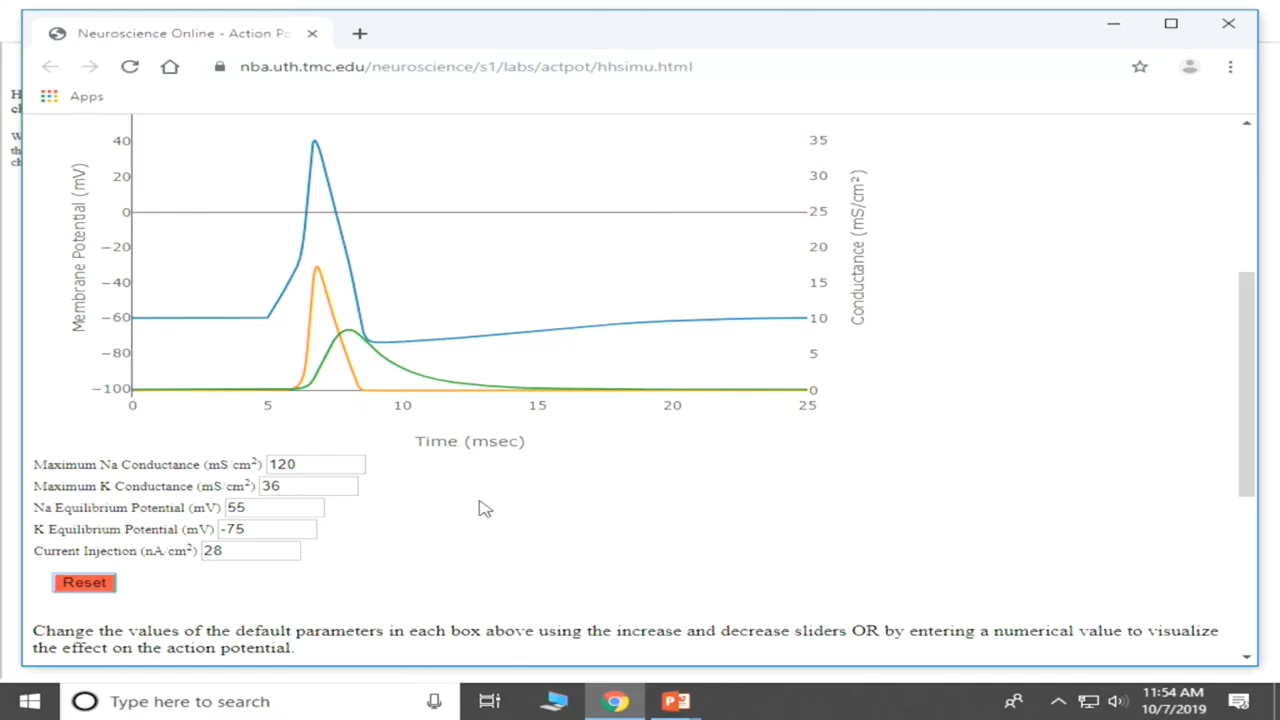 Neuroscience Online - Action Po
nba.uth.tmc.edu/neuroscience/s1/labs/actpot/hhsimu.html
Apps
H
cl
W
th
cl
Membrane Potential (mV)
40
20
0
−20
−40
−60
−80
−100
35
30
25
20
15
10
5
0
Conductance (mS/cm²)
0 5 10 15 20 25
Time (msec)
Maximum Na Conductance (mS/cm²) 120
Maximum K Conductance (mS/cm²) 36
Na Equilibrium Potential (mV) 55
K Equilibrium Potential (mV) -75
Current Injection (nA/cm²) 28
Reset
Change the values of the default parameters in each box above using the increase and decrease sliders OR by entering a numerical value to visualize
the effect on the action potential.
Type here to search
11:54 AM
10/7/2019